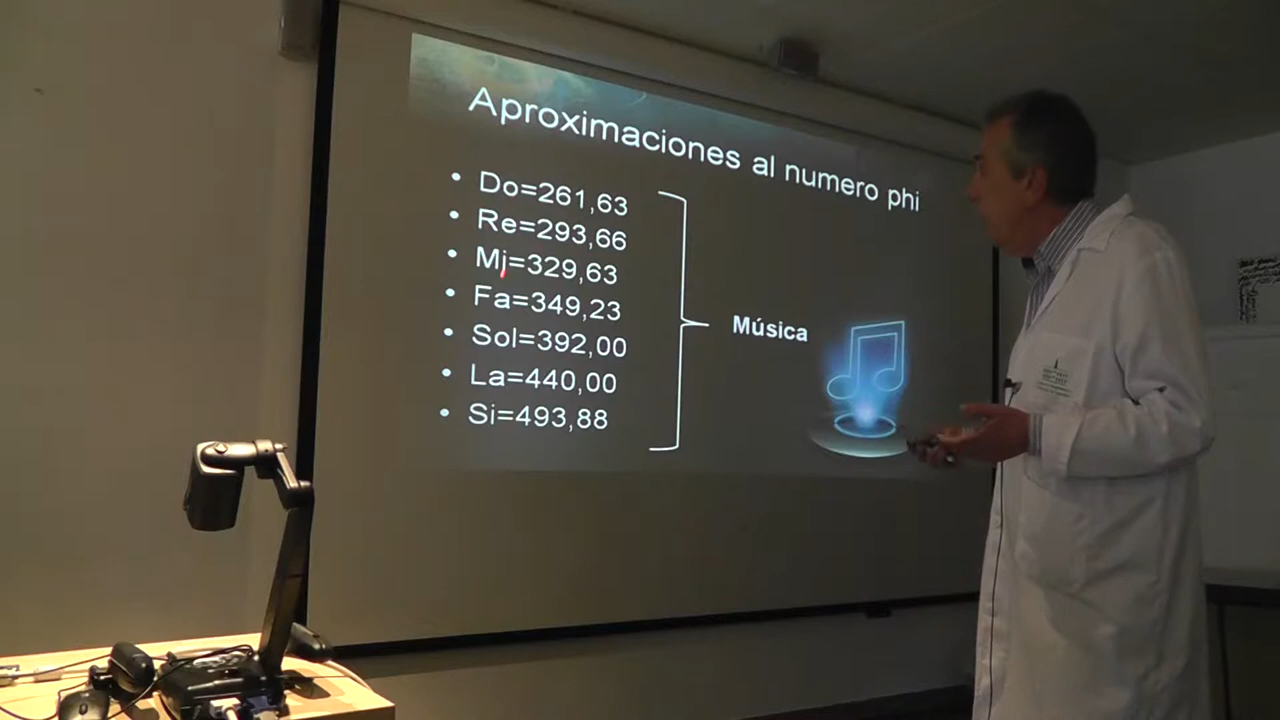 Aproximaciones al numero phi
• Do=261,63
• Re=293,66
• Mi=329,63
• Fa=349,23
• Sol=392,00
• La=440,00
• Si=493,88
Música